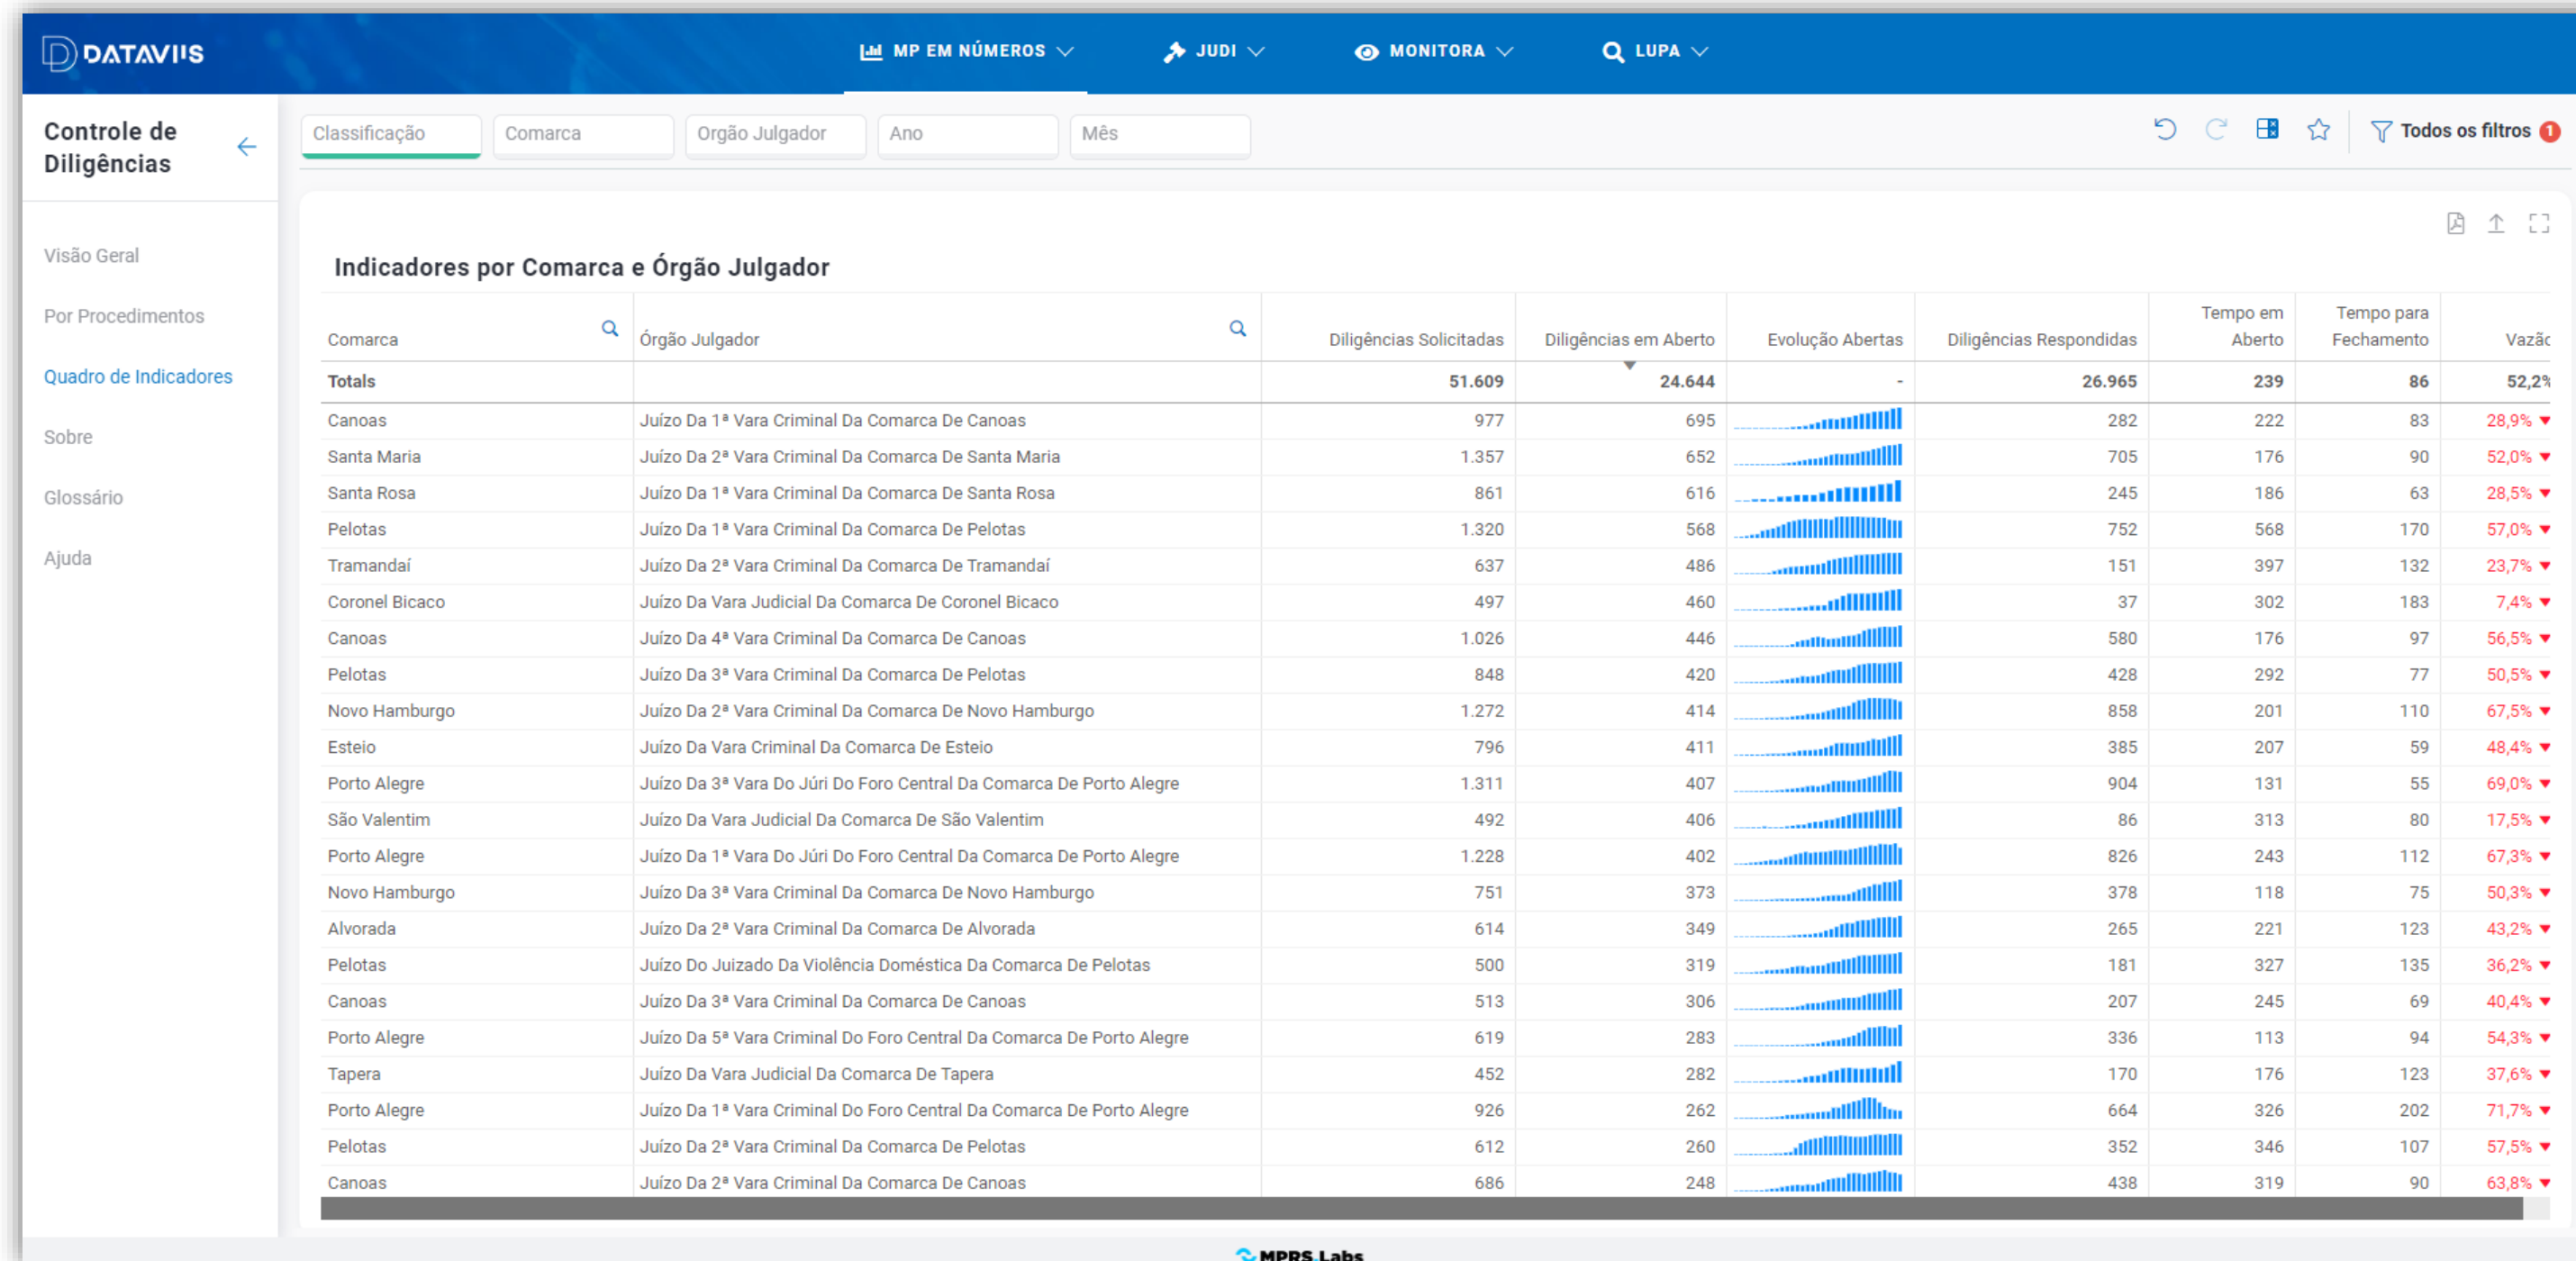 DATAVIIS
MP EM NÚMEROS
JUDI
MONITORA
LUPA
Controle de
Diligências
Classificação
Comarca
Orgão Julgador
Ano
Mês
Todos os filtros 1
Visão Geral
Por Procedimentos
Quadro de Indicadores
Sobre
Glossário
Ajuda
Indicadores por Comarca e Órgão Julgador
Comarca Órgão Julgador Diligências Solicitadas Diligências em Aberto Evolução Abertas Diligências Respondidas Tempo em Aberto Tempo para Fechamento Vazão
Totals 51.609 24.644 - 26.965 239 86 52,2%
Canoas Juízo Da 1ª Vara Criminal Da Comarca De Canoas 977 695 282 222 83 28,9%
Santa Maria Juízo Da 2ª Vara Criminal Da Comarca De Santa Maria 1.357 652 705 176 90 52,0%
Santa Rosa Juízo Da 1ª Vara Criminal Da Comarca De Santa Rosa 861 616 245 186 63 28,5%
Pelotas Juízo Da 1ª Vara Criminal Da Comarca De Pelotas 1.320 568 752 568 170 57,0%
Tramandaí Juízo Da 2ª Vara Criminal Da Comarca De Tramandaí 637 486 151 397 132 23,7%
Coronel Bicaco Juízo Da Vara Judicial Da Comarca De Coronel Bicaco 497 460 37 302 183 7,4%
Canoas Juízo Da 4ª Vara Criminal Da Comarca De Canoas 1.026 446 580 176 97 56,5%
Pelotas Juízo Da 3ª Vara Criminal Da Comarca De Pelotas 848 420 428 292 77 50,5%
Novo Hamburgo Juízo Da 2ª Vara Criminal Da Comarca De Novo Hamburgo 1.272 414 858 201 110 67,5%
Esteio Juízo Da Vara Criminal Da Comarca De Esteio 796 411 385 207 59 48,4%
Porto Alegre Juízo Da 3ª Vara Do Júri Do Foro Central Da Comarca De Porto Alegre 1.311 407 904 131 55 69,0%
São Valentim Juízo Da Vara Judicial Da Comarca De São Valentim 492 406 86 313 80 17,5%
Porto Alegre Juízo Da 1ª Vara Do Júri Do Foro Central Da Comarca De Porto Alegre 1.228 402 826 243 112 67,3%
Novo Hamburgo Juízo Da 3ª Vara Criminal Da Comarca De Novo Hamburgo 751 373 378 118 75 50,3%
Alvorada Juízo Da 2ª Vara Criminal Da Comarca De Alvorada 614 349 265 221 123 43,2%
Pelotas Juízo Do Juizado Da Violência Doméstica Da Comarca De Pelotas 500 319 181 327 135 36,2%
Canoas Juízo Da 3ª Vara Criminal Da Comarca De Canoas 513 306 207 245 69 40,4%
Porto Alegre Juízo Da 5ª Vara Criminal Do Foro Central Da Comarca De Porto Alegre 619 283 336 113 94 54,3%
Tapera Juízo Da Vara Judicial Da Comarca De Tapera 452 282 170 176 123 37,6%
Porto Alegre Juízo Da 1ª Vara Criminal Do Foro Central Da Comarca De Porto Alegre 926 262 664 326 202 71,7%
Pelotas Juízo Da 2ª Vara Criminal Da Comarca De Pelotas 612 260 352 346 107 57,5%
Canoas Juízo Da 2ª Vara Criminal Da Comarca De Canoas 686 248 438 319 90 63,8%
MPRS.Labs